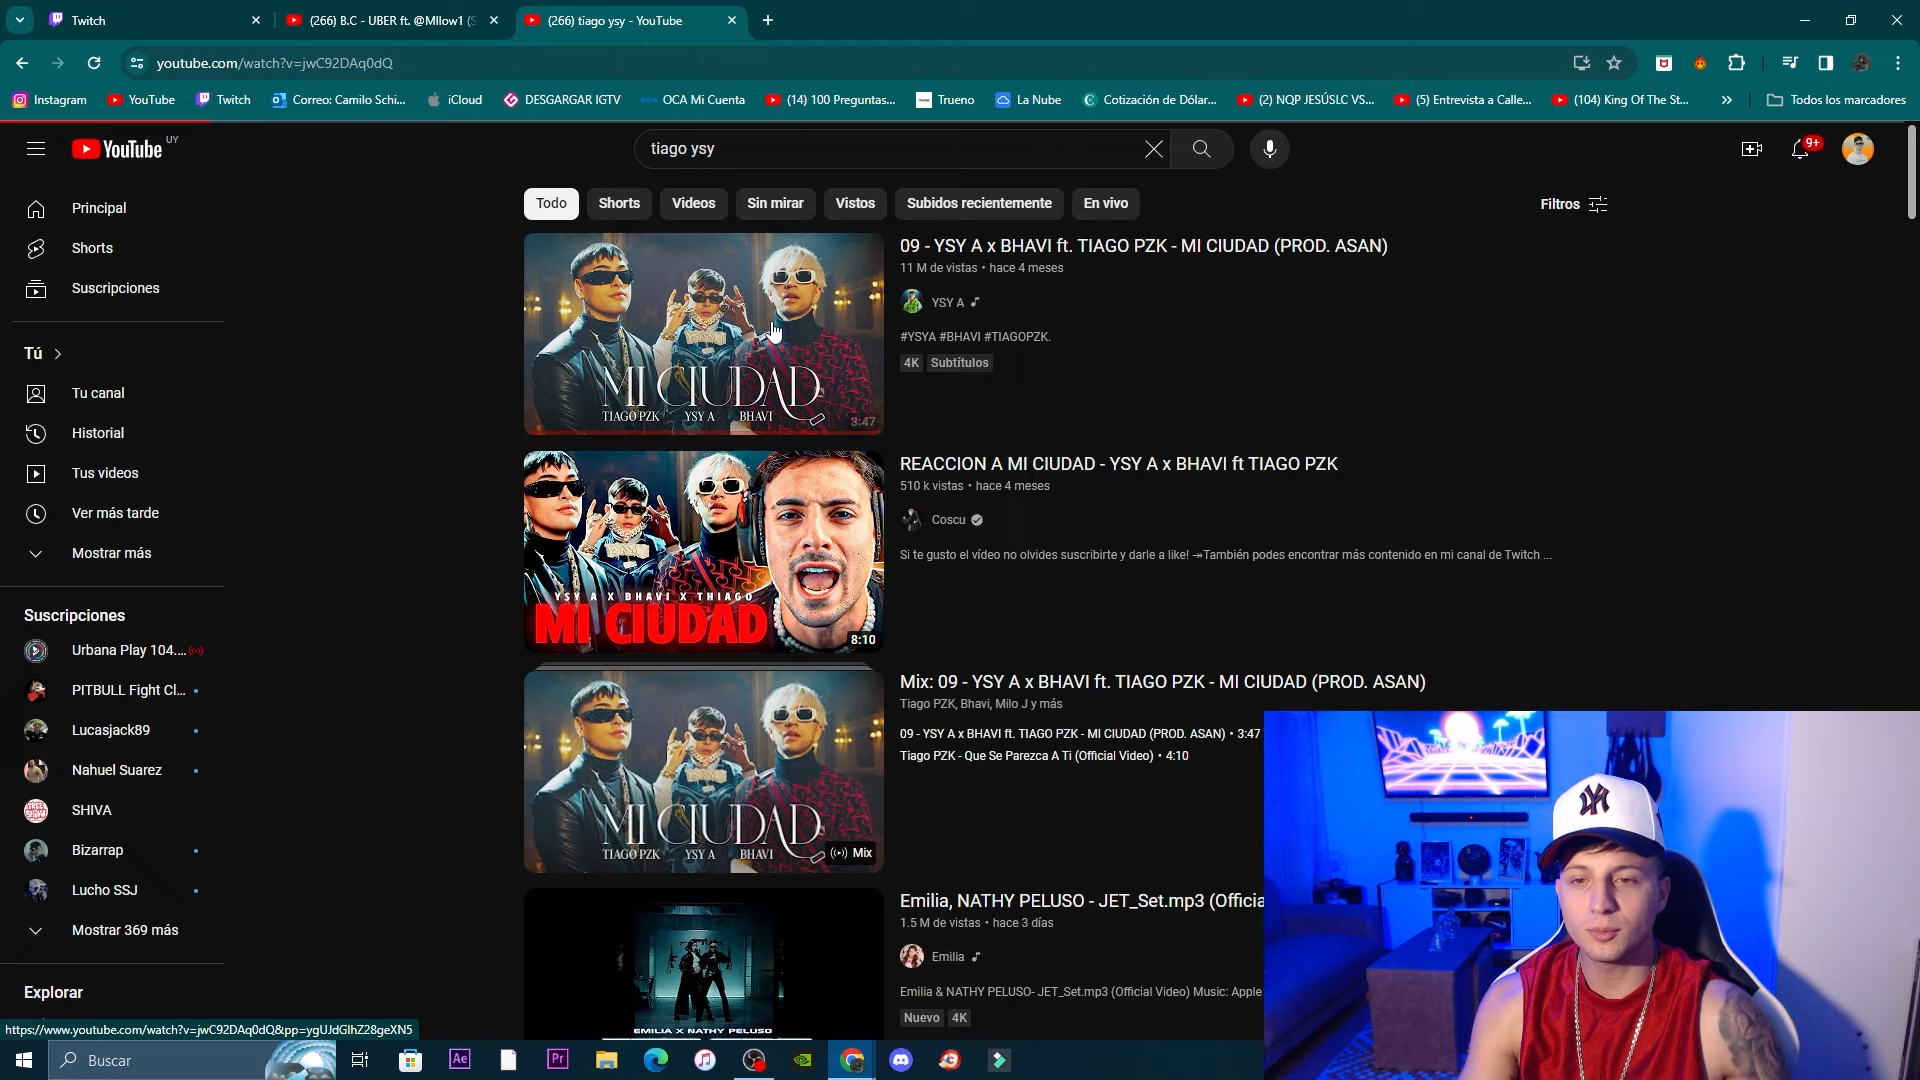 Twitch
(266) B.C - UBER ft. @MIlow1 (S
(266) tiago ysy - YouTube
youtube.com/watch?v=jwC92DAq0dQ
Instagram
YouTube
Twitch
Correo: Camilo Schi...
iCloud
DESGARGAR IGTV
OCA Mi Cuenta
(14) 100 Preguntas...
Trueno
La Nube
Cotización de Dólar...
(2) NQP JESÚSLC VS...
(5) Entrevista a Calle...
(104) King Of The St...
Todos los marcadores
YouTube UY
tiago ysy
9+
Todo
Shorts
Videos
Sin mirar
Vistos
Subidos recientemente
En vivo
Filtros
Principal
Shorts
Suscripciones
Tú
Tu canal
Historial
Tus videos
Ver más tarde
Mostrar más
Suscripciones
Urbana Play 104....
PITBULL Fight Cl...
Lucasjack89
Nahuel Suarez
SHIVA
Bizarrap
Lucho SSJ
Mostrar 369 más
Explorar
MI CIUDAD
TIAGO PZK YSY A BHAVI
3:47
09 - YSY A x BHAVI ft. TIAGO PZK - MI CIUDAD (PROD. ASAN)
11 M de vistas • hace 4 meses
YSY A
#YSYA #BHAVI #TIAGOPZK.
4K
Subtítulos
YSY A X BHAVI X THIAGO
MI CIUDAD
8:10
REACCION A MI CIUDAD - YSY A x BHAVI ft TIAGO PZK
510 k vistas • hace 4 meses
Coscu
Si te gusto el vídeo no olvides suscribirte y darle a like! ↠También podes encontrar más contenido en mi canal de Twitch ...
MI CIUDAD
TIAGO PZK YSY A BHAVI
Mix
Mix: 09 - YSY A x BHAVI ft. TIAGO PZK - MI CIUDAD (PROD. ASAN)
Tiago PZK, Bhavi, Milo J y más
09 - YSY A x BHAVI ft. TIAGO PZK - MI CIUDAD (PROD. ASAN) • 3:47
Tiago PZK - Que Se Parezca A Ti (Official Video) • 4:10
EMILIA X NATHY PELUSO
Emilia, NATHY PELUSO - JET_Set.mp3 (Officia
1.5 M de vistas • hace 3 días
Emilia
Emilia & NATHY PELUSO- JET_Set.mp3 (Official Video) Music: Apple
Nuevo
4K
NY
https://www.youtube.com/watch?v=jwC92DAq0dQ&pp=ygUJdGlhZ28geXN5
Buscar
Ae
Pr